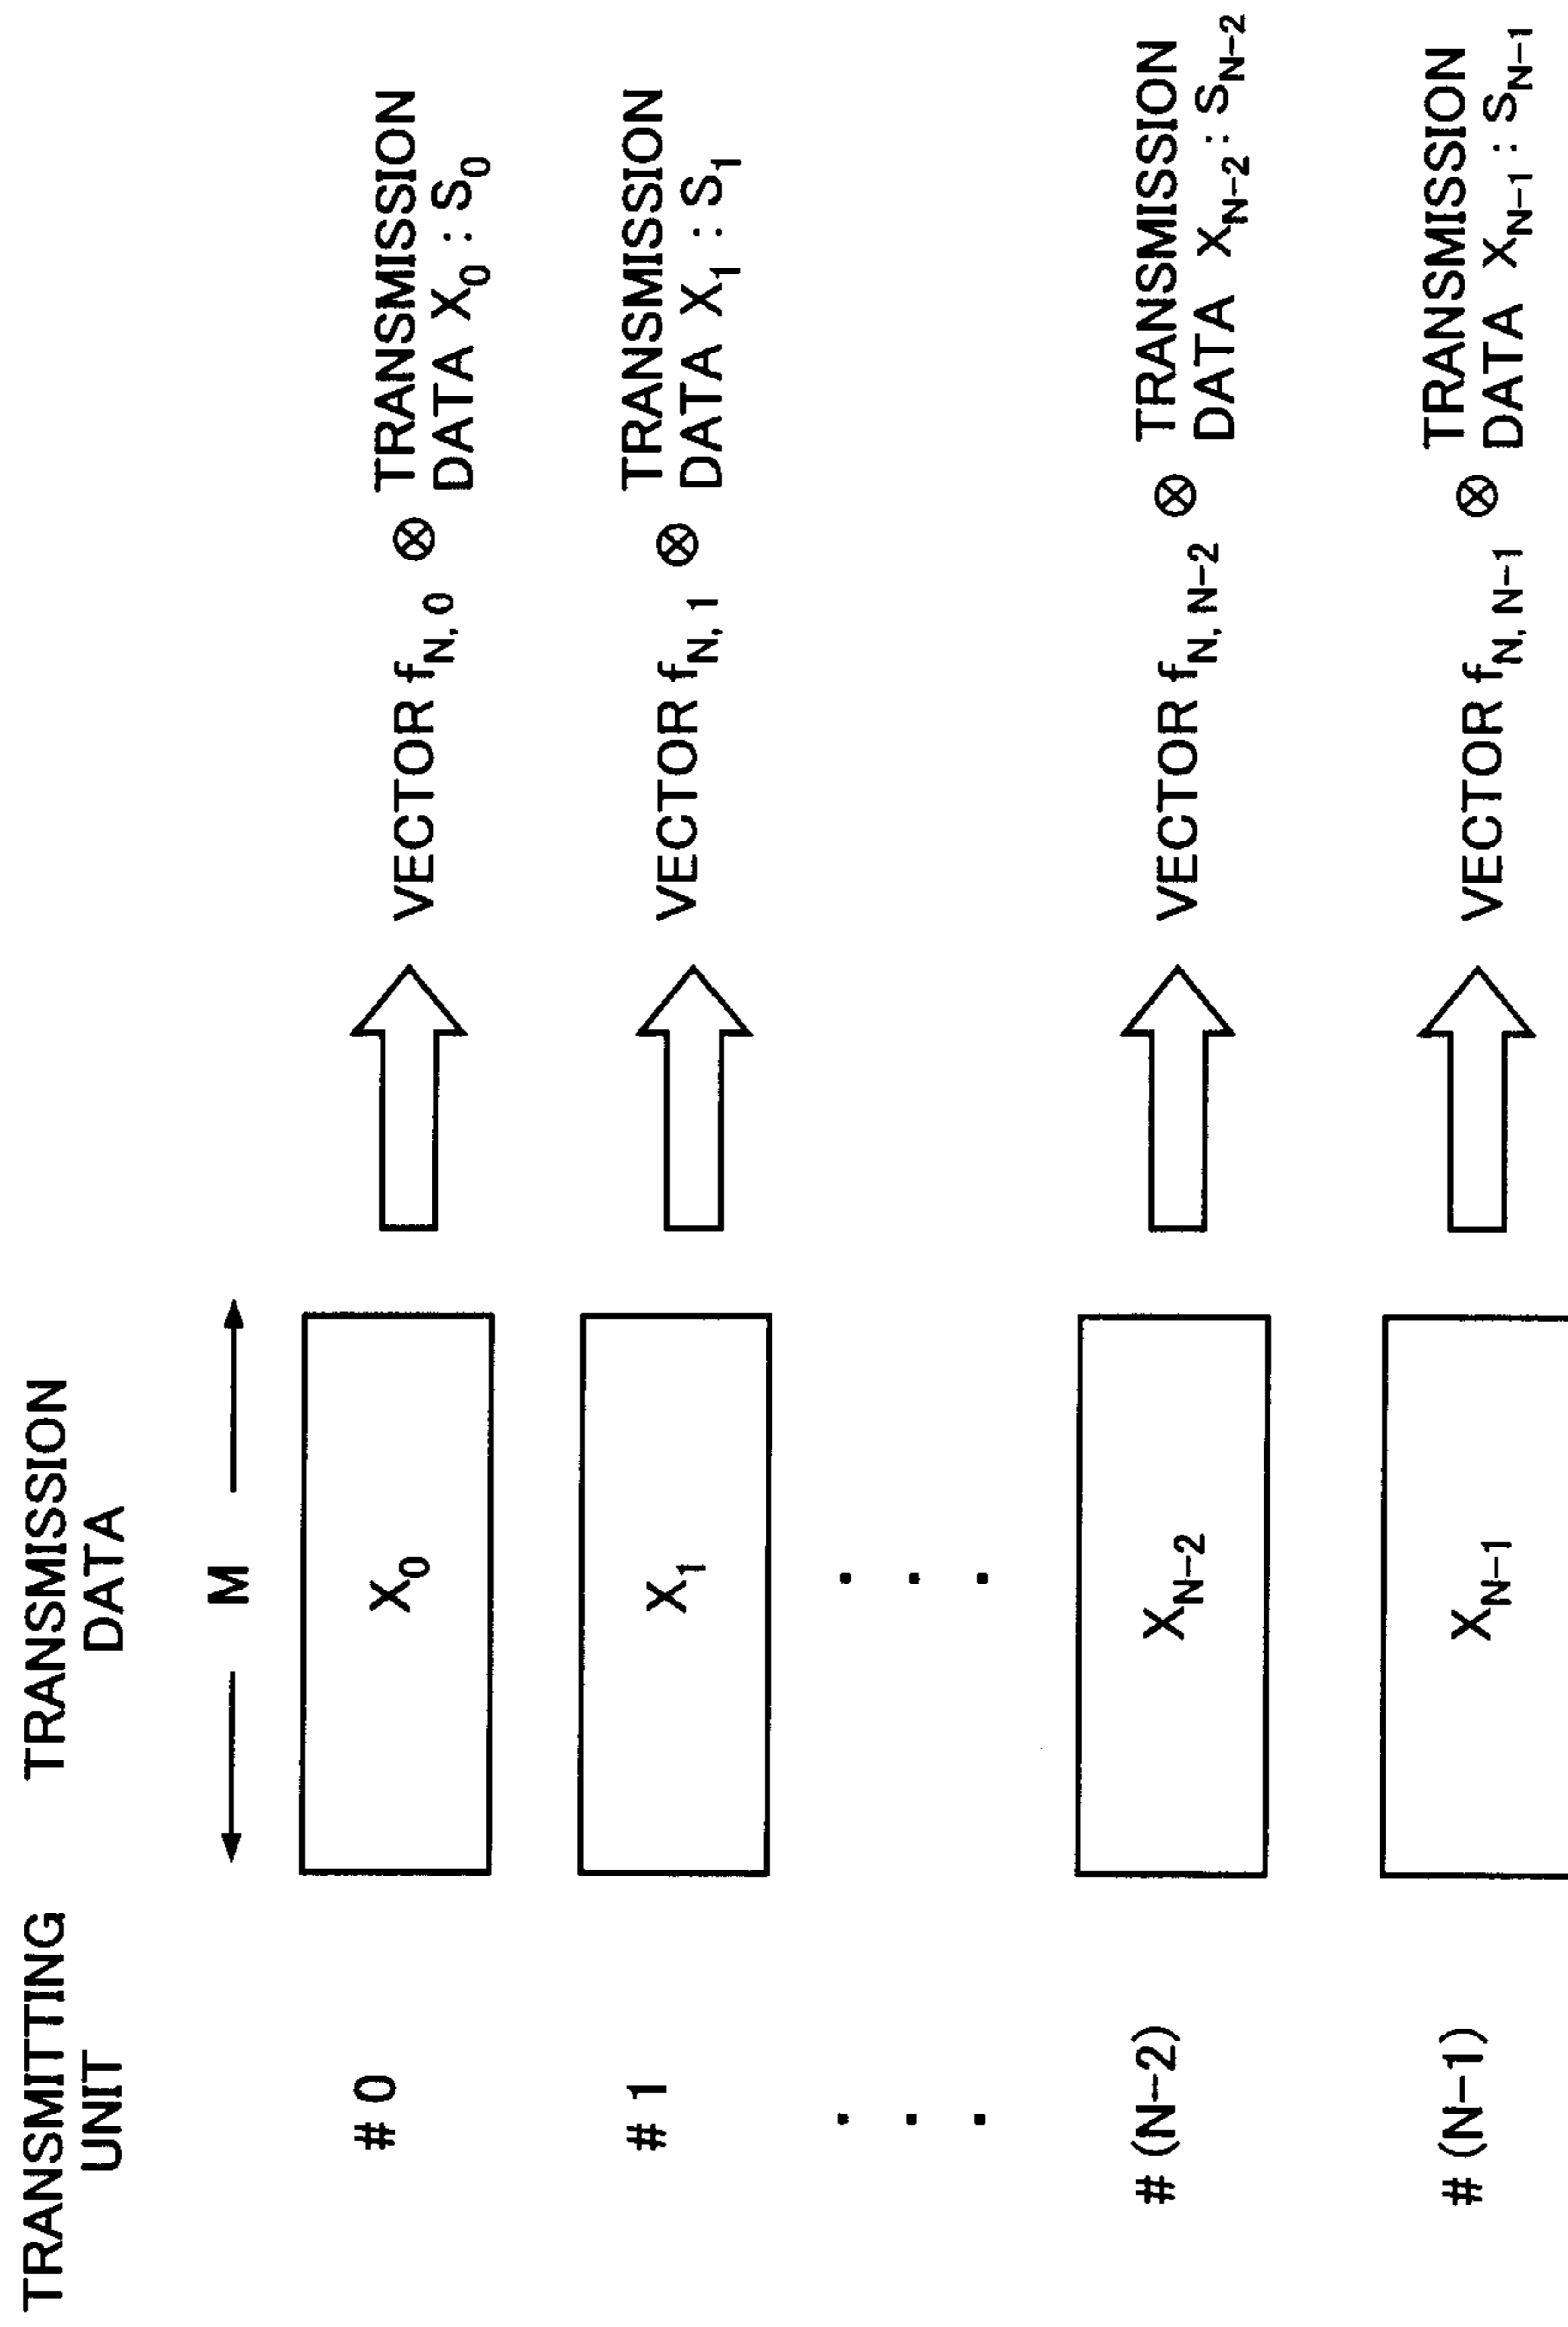 TRANSMITTING UNIT
TRANSMISSION DATA
M
# 0
X0
VECTOR fN, 0 ⊗ TRANSMISSION
DATA X0 : S0
# 1
X1
VECTOR fN, 1 ⊗ TRANSMISSION
DATA X1 : S1
. . .
. . .
# (N-2)
XN-2
VECTOR fN, N-2 ⊗ TRANSMISSION
DATA XN-2 : SN-2
# (N-1)
XN-1
VECTOR fN, N-1 ⊗ TRANSMISSION
DATA XN-1 : SN-1